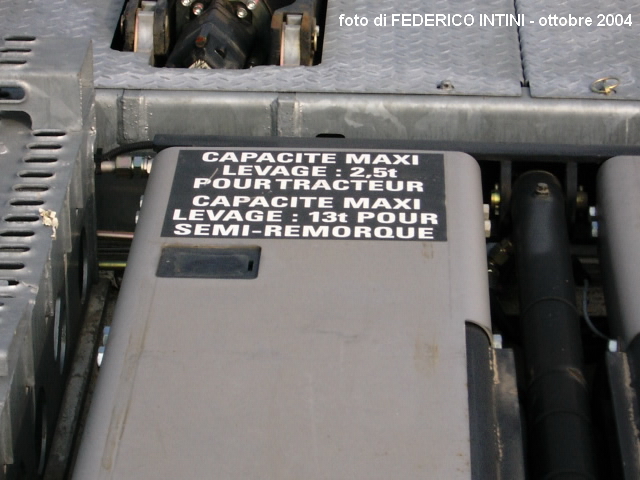 foto di FEDERICO INTINI - ottobre 2004
CAPACITE MAXI
LEVAGE : 2,5t
POUR TRACTEUR
CAPACITE MAXI
LEVAGE : 13t POUR
SEMI-REMORQUE